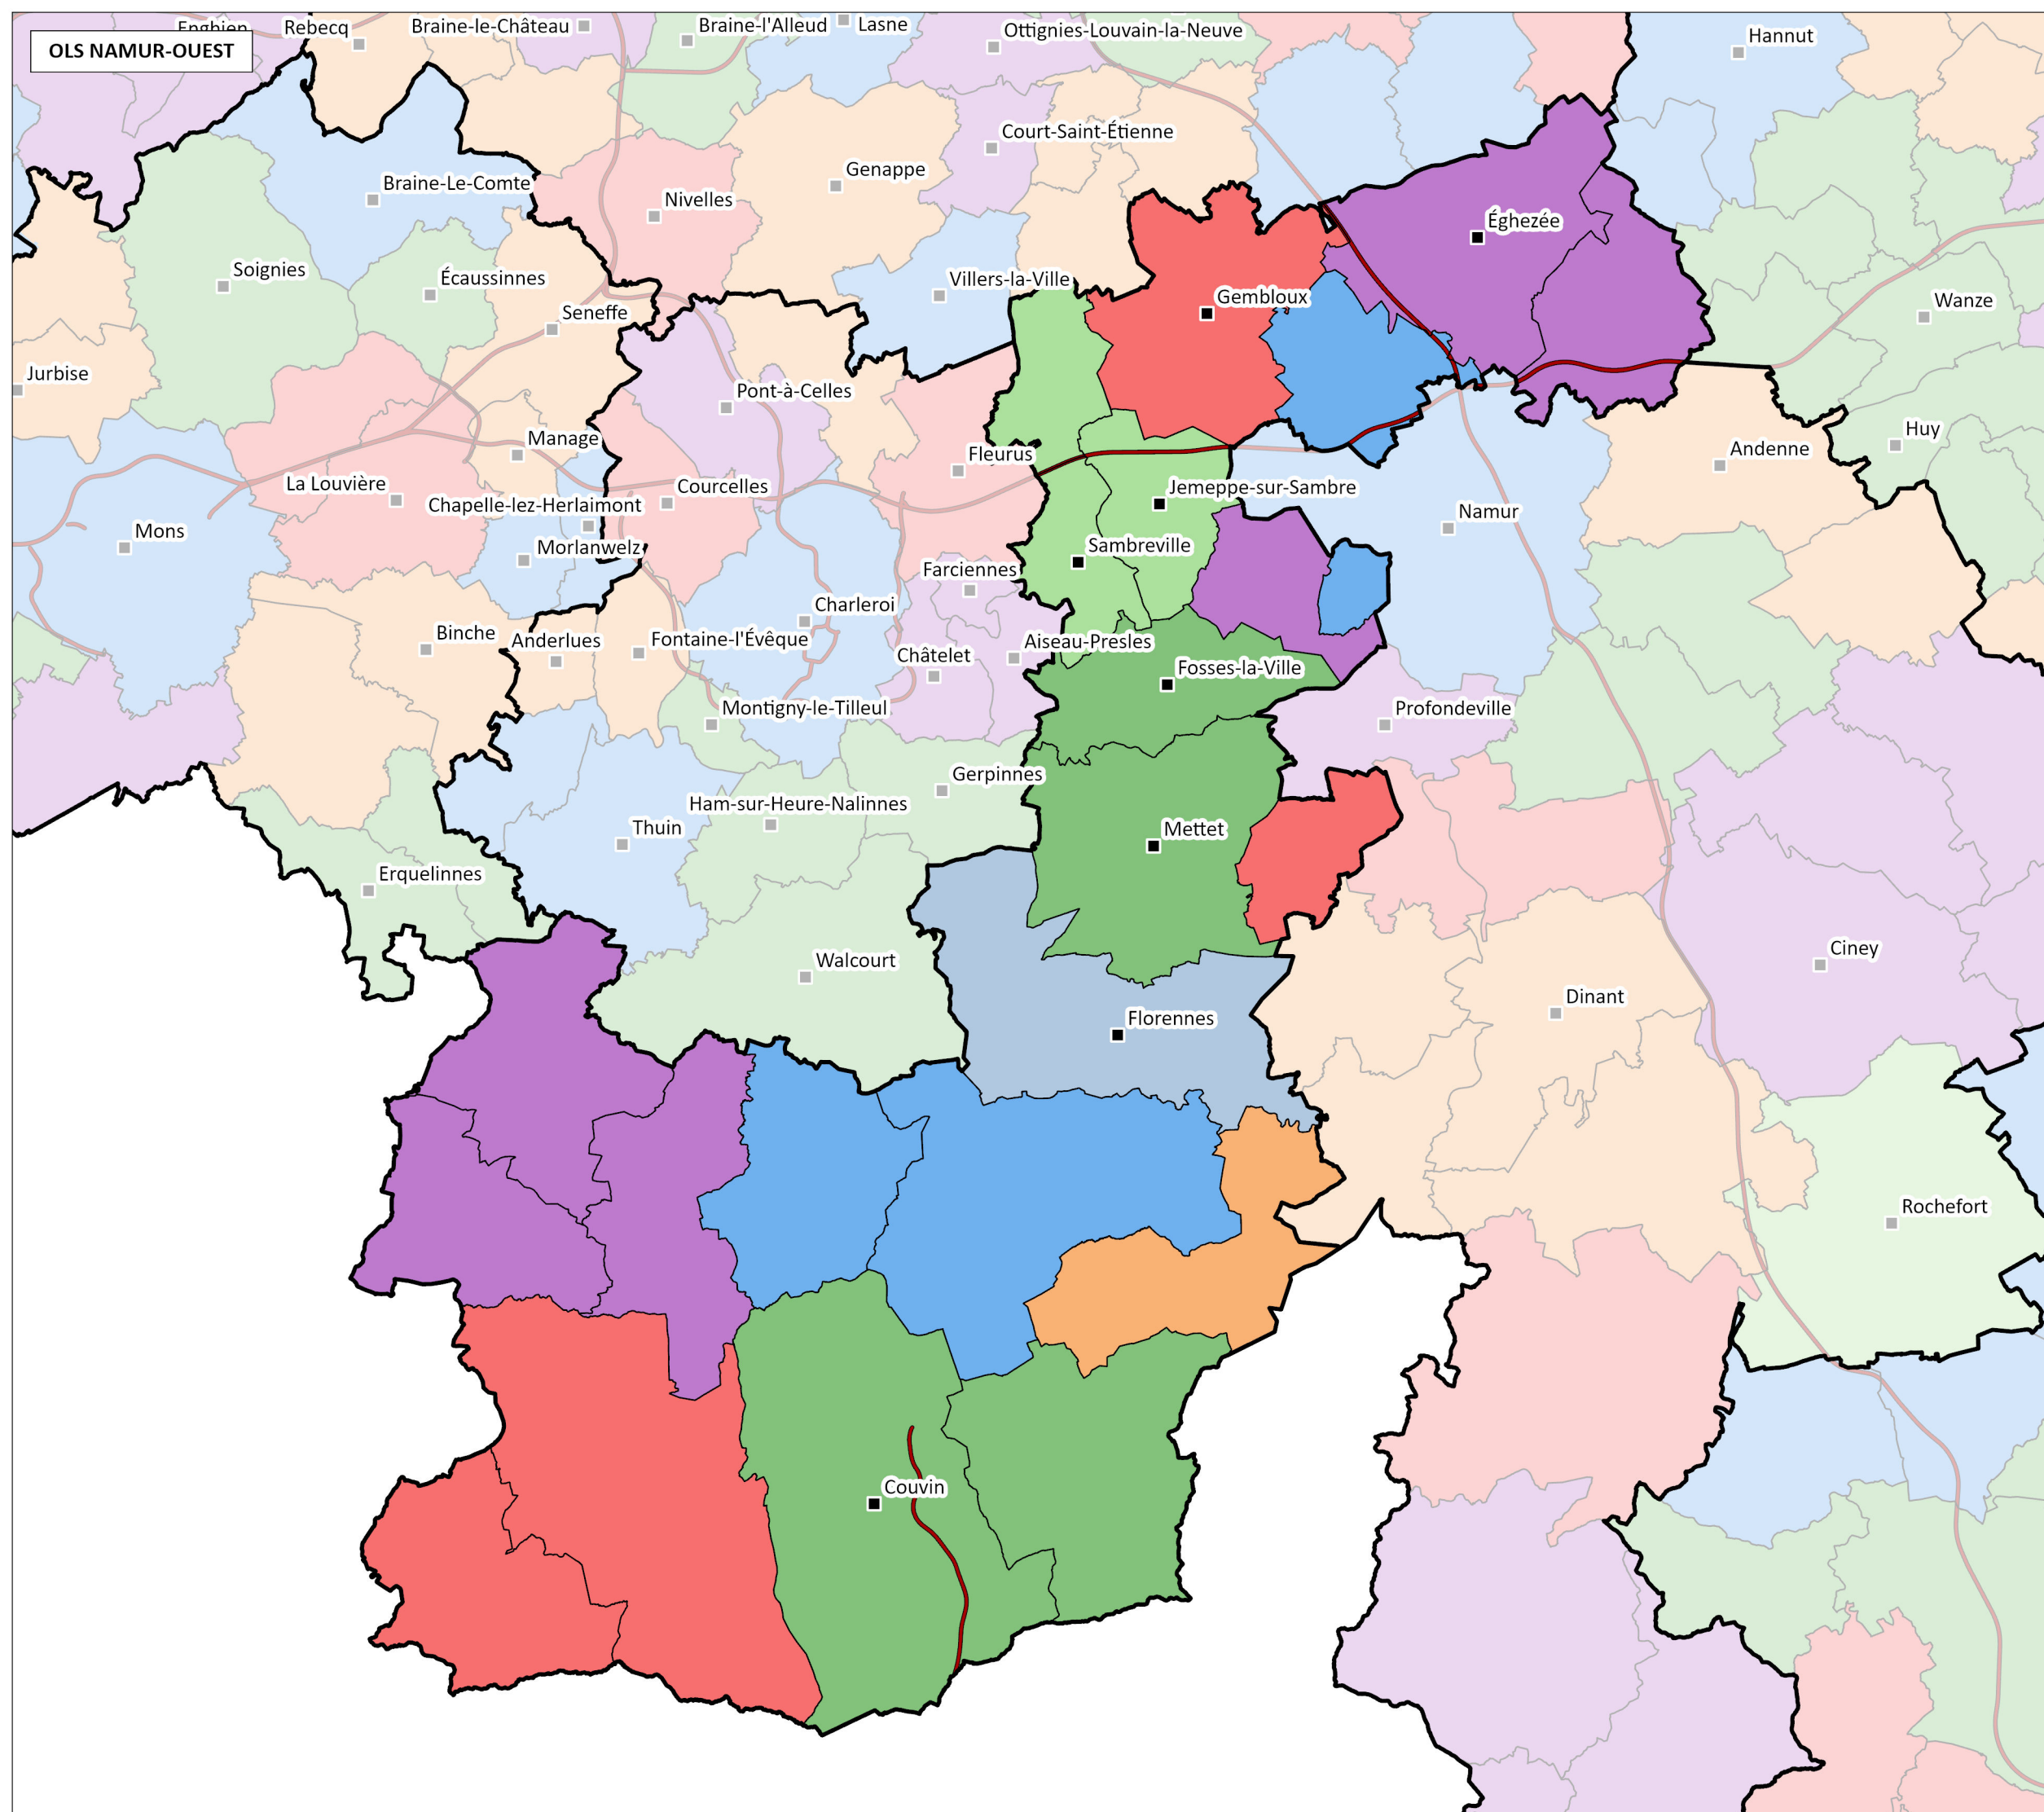 Enghien
Rebecq
Braine-le-Château
Braine-l'Alleud
Lasne
Ottignies-Louvain-la-Neuve
Hannut
OLS NAMUR-OUEST
Court-Saint-Étienne
Genappe
Braine-Le-Comte
Nivelles
Éghezée
Soignies
Écaussinnes
Villers-la-Ville
Gembloux
Wanze
Seneffe
Jurbise
Pont-à-Celles
Manage
Huy
Andenne
Fleurus
La Louvière
Courcelles
Jemeppe-sur-Sambre
Chapelle-lez-Herlaimont
Namur
Mons
Morlanwelz
Sambreville
Farciennes
Charleroi
Binche
Anderlues
Fontaine-l'Évêque
Aiseau-Presles
Châtelet
Fosses-la-Ville
Montigny-le-Tilleul
Profondeville
Gerpinnes
Ham-sur-Heure-Nalinnes
Thuin
Mettet
Erquelinnes
Ciney
Walcourt
Dinant
Florennes
Rochefort
Couvin